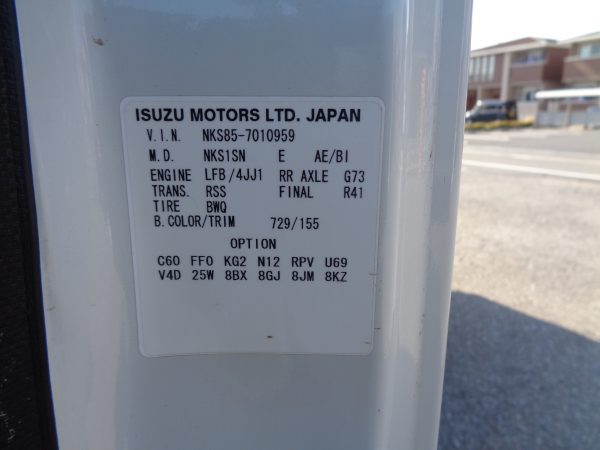 ISUZU MOTORS LTD. JAPAN
V.I.N. NKS85-7010959
M.D. NKS1SN E AE/BI
ENGINE LFB/4JJ1 RR AXLE G73
TRANS. RSS FINAL R41
TIRE BWQ
B.COLOR/TRIM 729/155
OPTION
C60 FF0 KG2 N12 RPV U69
V4D 25W 8BX 8GJ 8JM 8KZ